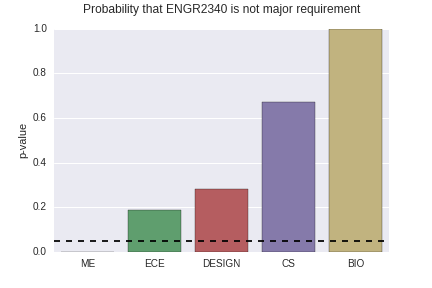 Probability that ENGR2340 is not major requirement
1.0
0.8
0.6
0.4
0.2
0.0
p-value
ME ECE DESIGN CS BIO